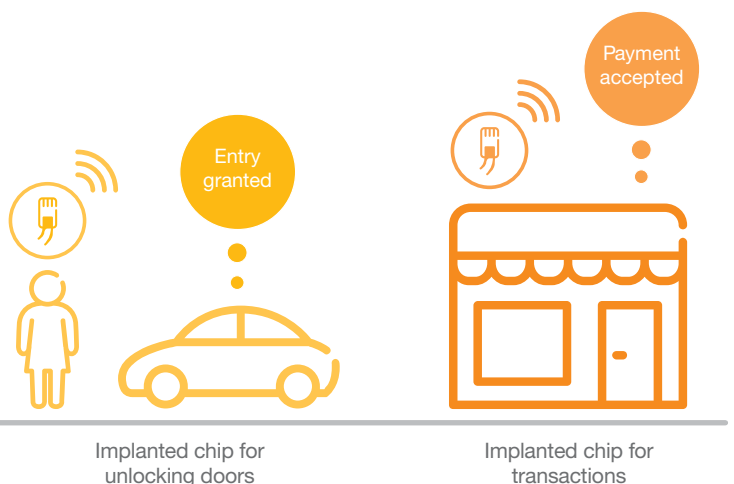 Payment
accepted
Entry
granted
Implanted chip for
unlocking doors
Implanted chip for
transactions